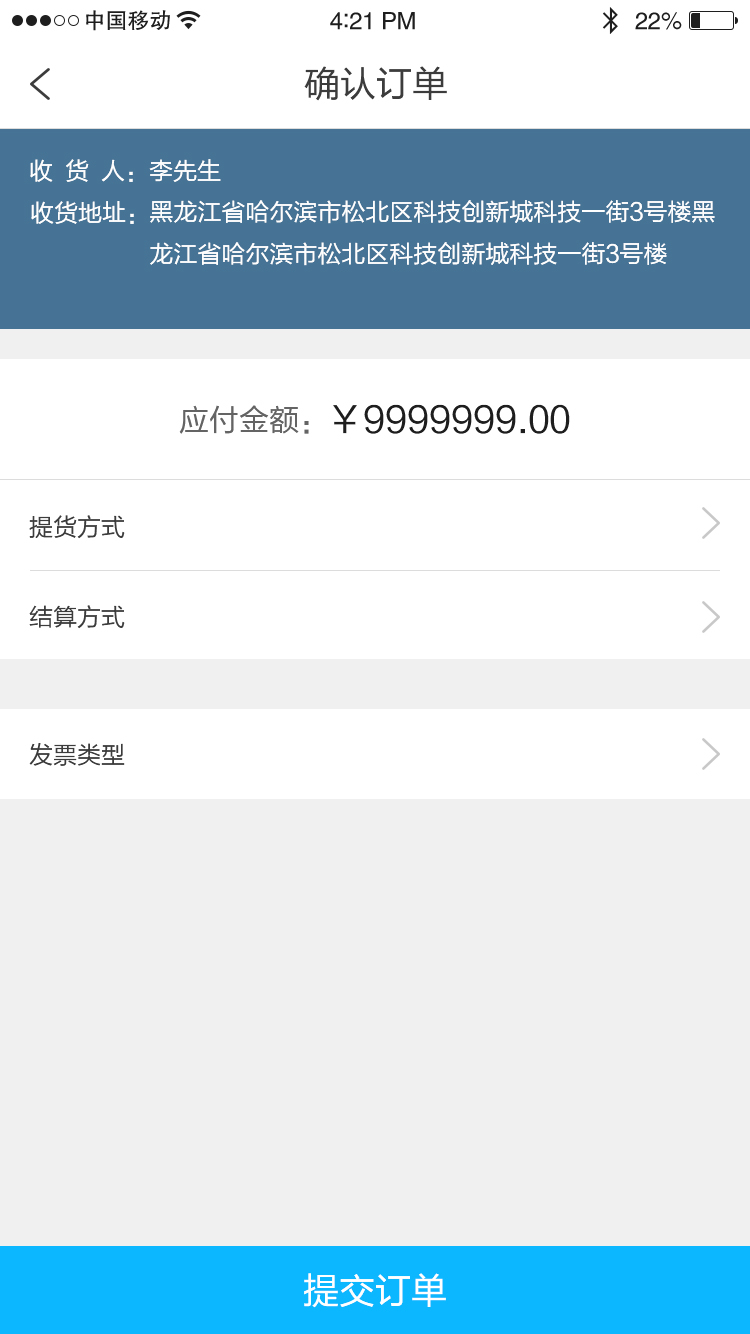 中国移动 4:21 PM 22%
确认订单
收 货 人：李先生
收货地址：黑龙江省哈尔滨市松北区科技创新城科技一街3号楼黑
龙江省哈尔滨市松北区科技创新城科技一街3号楼
应付金额：￥9999999.00
提货方式
结算方式
发票类型
提交订单